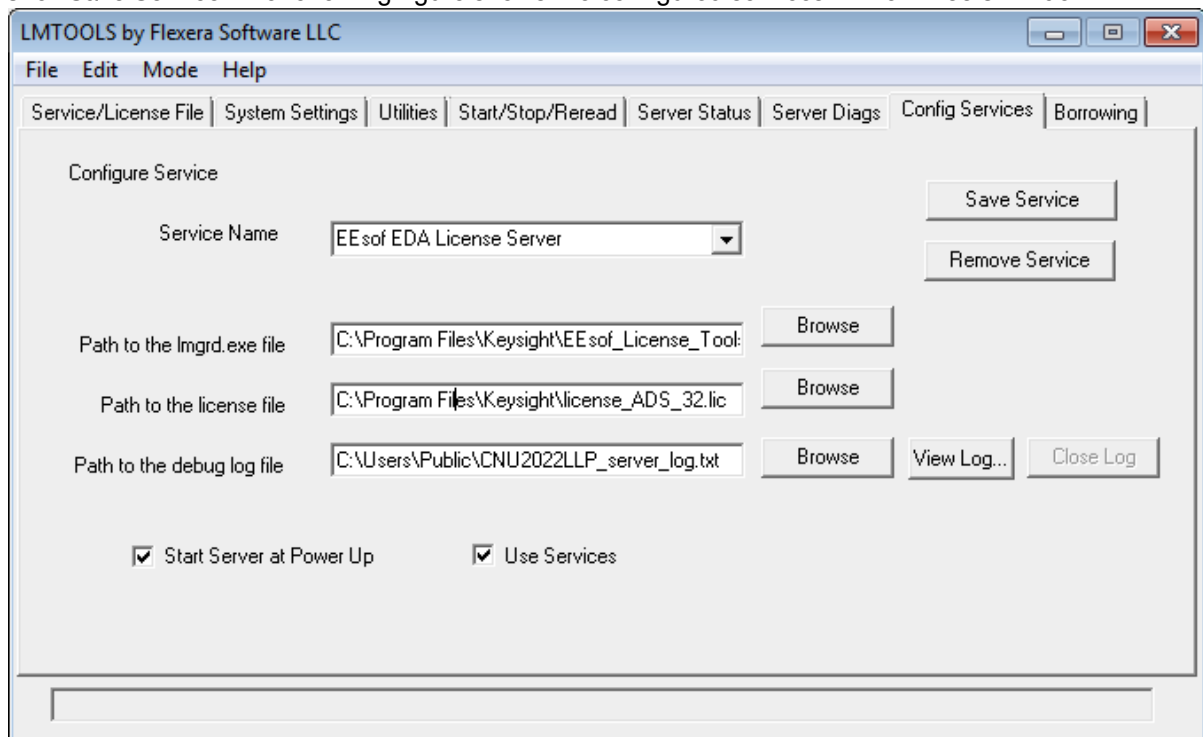 LMTOOLS by Flexera Software LLC
File Edit Mode Help
Service/License File System Settings Utilities Start/Stop/Reread Server Status Server Diags Config Services Borrowing
Configure Service
Save Service
Service Name EEsof EDA License Server
Remove Service
Path to the lmgrd.exe file C:\Program Files\Keysight\EEsof_License_Tool Browse
Path to the license file C:\Program Files\Keysight\license_ADS_32.lic Browse
Path to the debug log file C:\Users\Public\CNU2022LLP_server_log.txt Browse View Log... Close Log
Start Server at Power Up Use Services